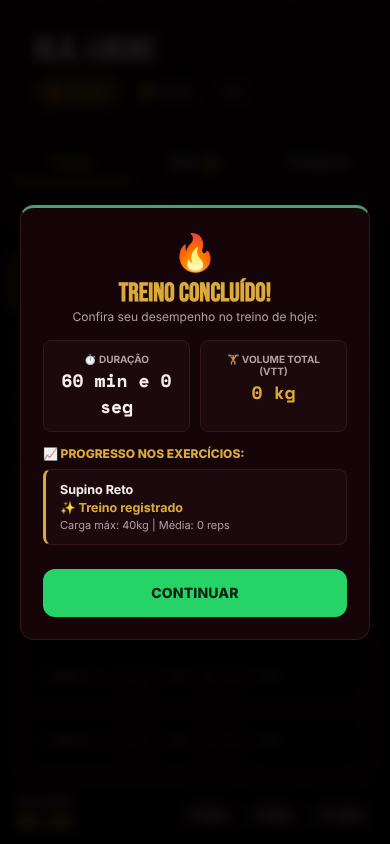 TREINO CONCLUÍDO!
Confira seu desempenho no treino de hoje:
⏱️ DURAÇÃO
60 min e 0
seg
🏋️ VOLUME TOTAL
(VTT)
0 kg
📈 PROGRESSO NOS EXERCÍCIOS:
Supino Reto
✨ Treino registrado
Carga máx: 40kg | Média: 0 reps
CONTINUAR